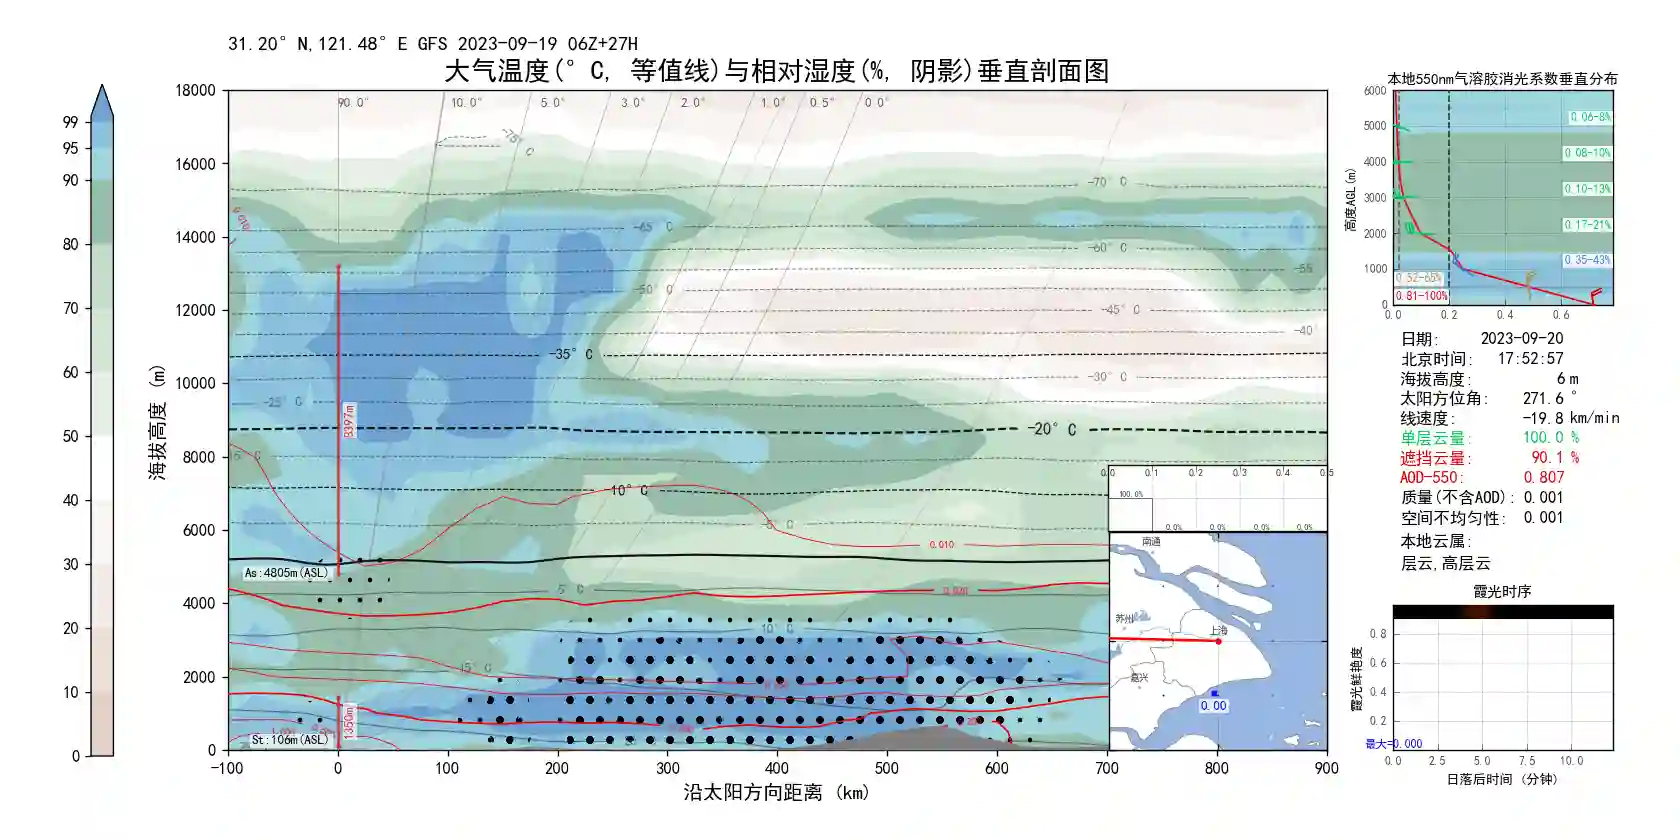 31.20° N,121.48° E GFS 2023-09-19 06Z+27H
大气温度(° C, 等值线)与相对湿度(%, 阴影)垂直剖面图
99
95
90
80
70
60
50
40
30
20
10
0
海拔高度 (m)
18000
16000
14000
12000
10000
8000
6000
4000
2000
0
90.0°
10.0°
5.0°
3.0°
2.0°
1.0°
0.5°
0.0°
-75° C
-70° C
0.010
-65° C
-60° C
-55
-50° C
-45° C
-40°
-35° C
-30° C
-25° C
-20° C
8397m
-15° C
-10° C
-5° C
0.010
As:4805m(ASL)
5° C
0.020
10° C
15° C
1350m
St:106m(ASL)
-100
0
100
200
300
400
500
600
700
800
900
沿太阳方向距离 (km)
0.0
0.1
0.2
0.3
0.4
0.5
100.0%
0.0%
0.0%
0.0%
0.0%
南通
苏州
上海
嘉兴
0.00
本地550nm气溶胶消光系数垂直分布
高度AGL(m)
6000
5000
4000
3000
2000
1000
0
0.06-8%
0.08-10%
0.10-13%
0.17-21%
0.35-43%
0.52-65%
0.81-100%
0.0
0.2
0.4
0.6
日期: 2023-09-20
北京时间: 17:52:57
海拔高度: 6 m
太阳方位角: 271.6 °
线速度: -19.8 km/min
单层云量: 100.0 %
遮挡云量: 90.1 %
AOD-550: 0.807
质量(不含AOD): 0.001
空间不均匀性: 0.001
本地云属:
层云,高层云
霞光时序
霞光鲜艳度
0.8
0.6
0.4
0.2
最大=0.000
0.0
2.5
5.0
7.5
10.0
日落后时间 (分钟)